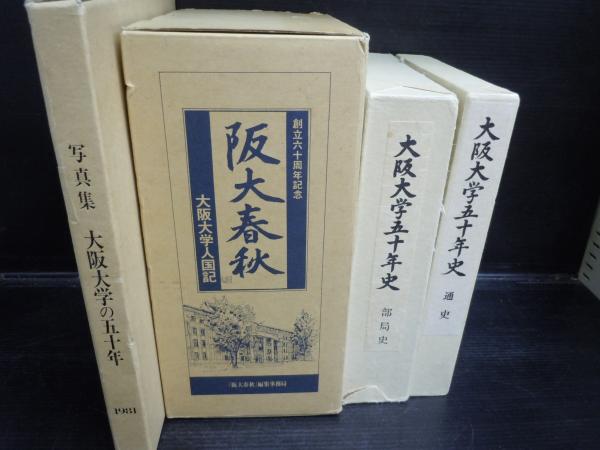 写真集 大阪大学の五十年
1981
創立六十周年記念
阪大春秋
大阪大学人国記
『阪大春秋』編集事務局
大阪大学五十年史
部局史
大阪大学五十年史
通史